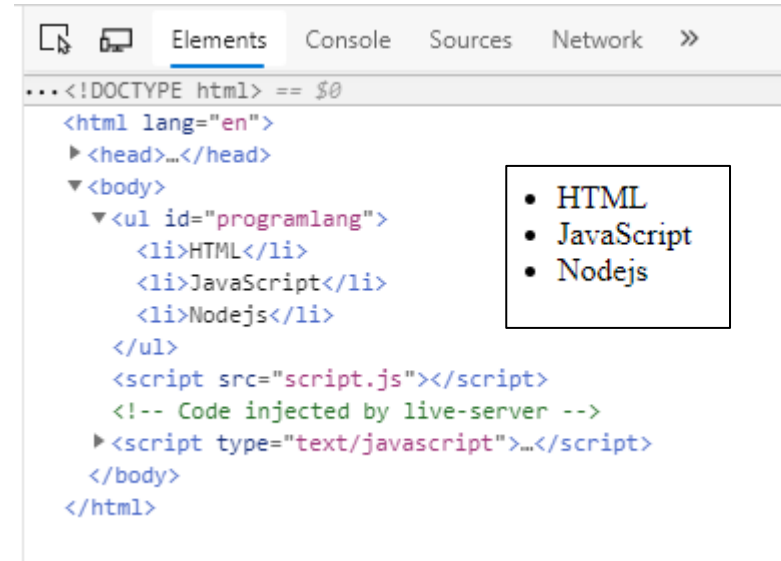 Elements Console Sources Network »
...<!DOCTYPE html> == $0
<html lang="en">
<head>…</head>
<body>
<ul id="programlang">
<li>HTML</li>
<li>JavaScript</li>
<li>Nodejs</li>
</ul>
<script src="script.js"></script>
<!-- Code injected by live-server -->
<script type="text/javascript">…</script>
</body>
</html>
• HTML
• JavaScript
• Nodejs